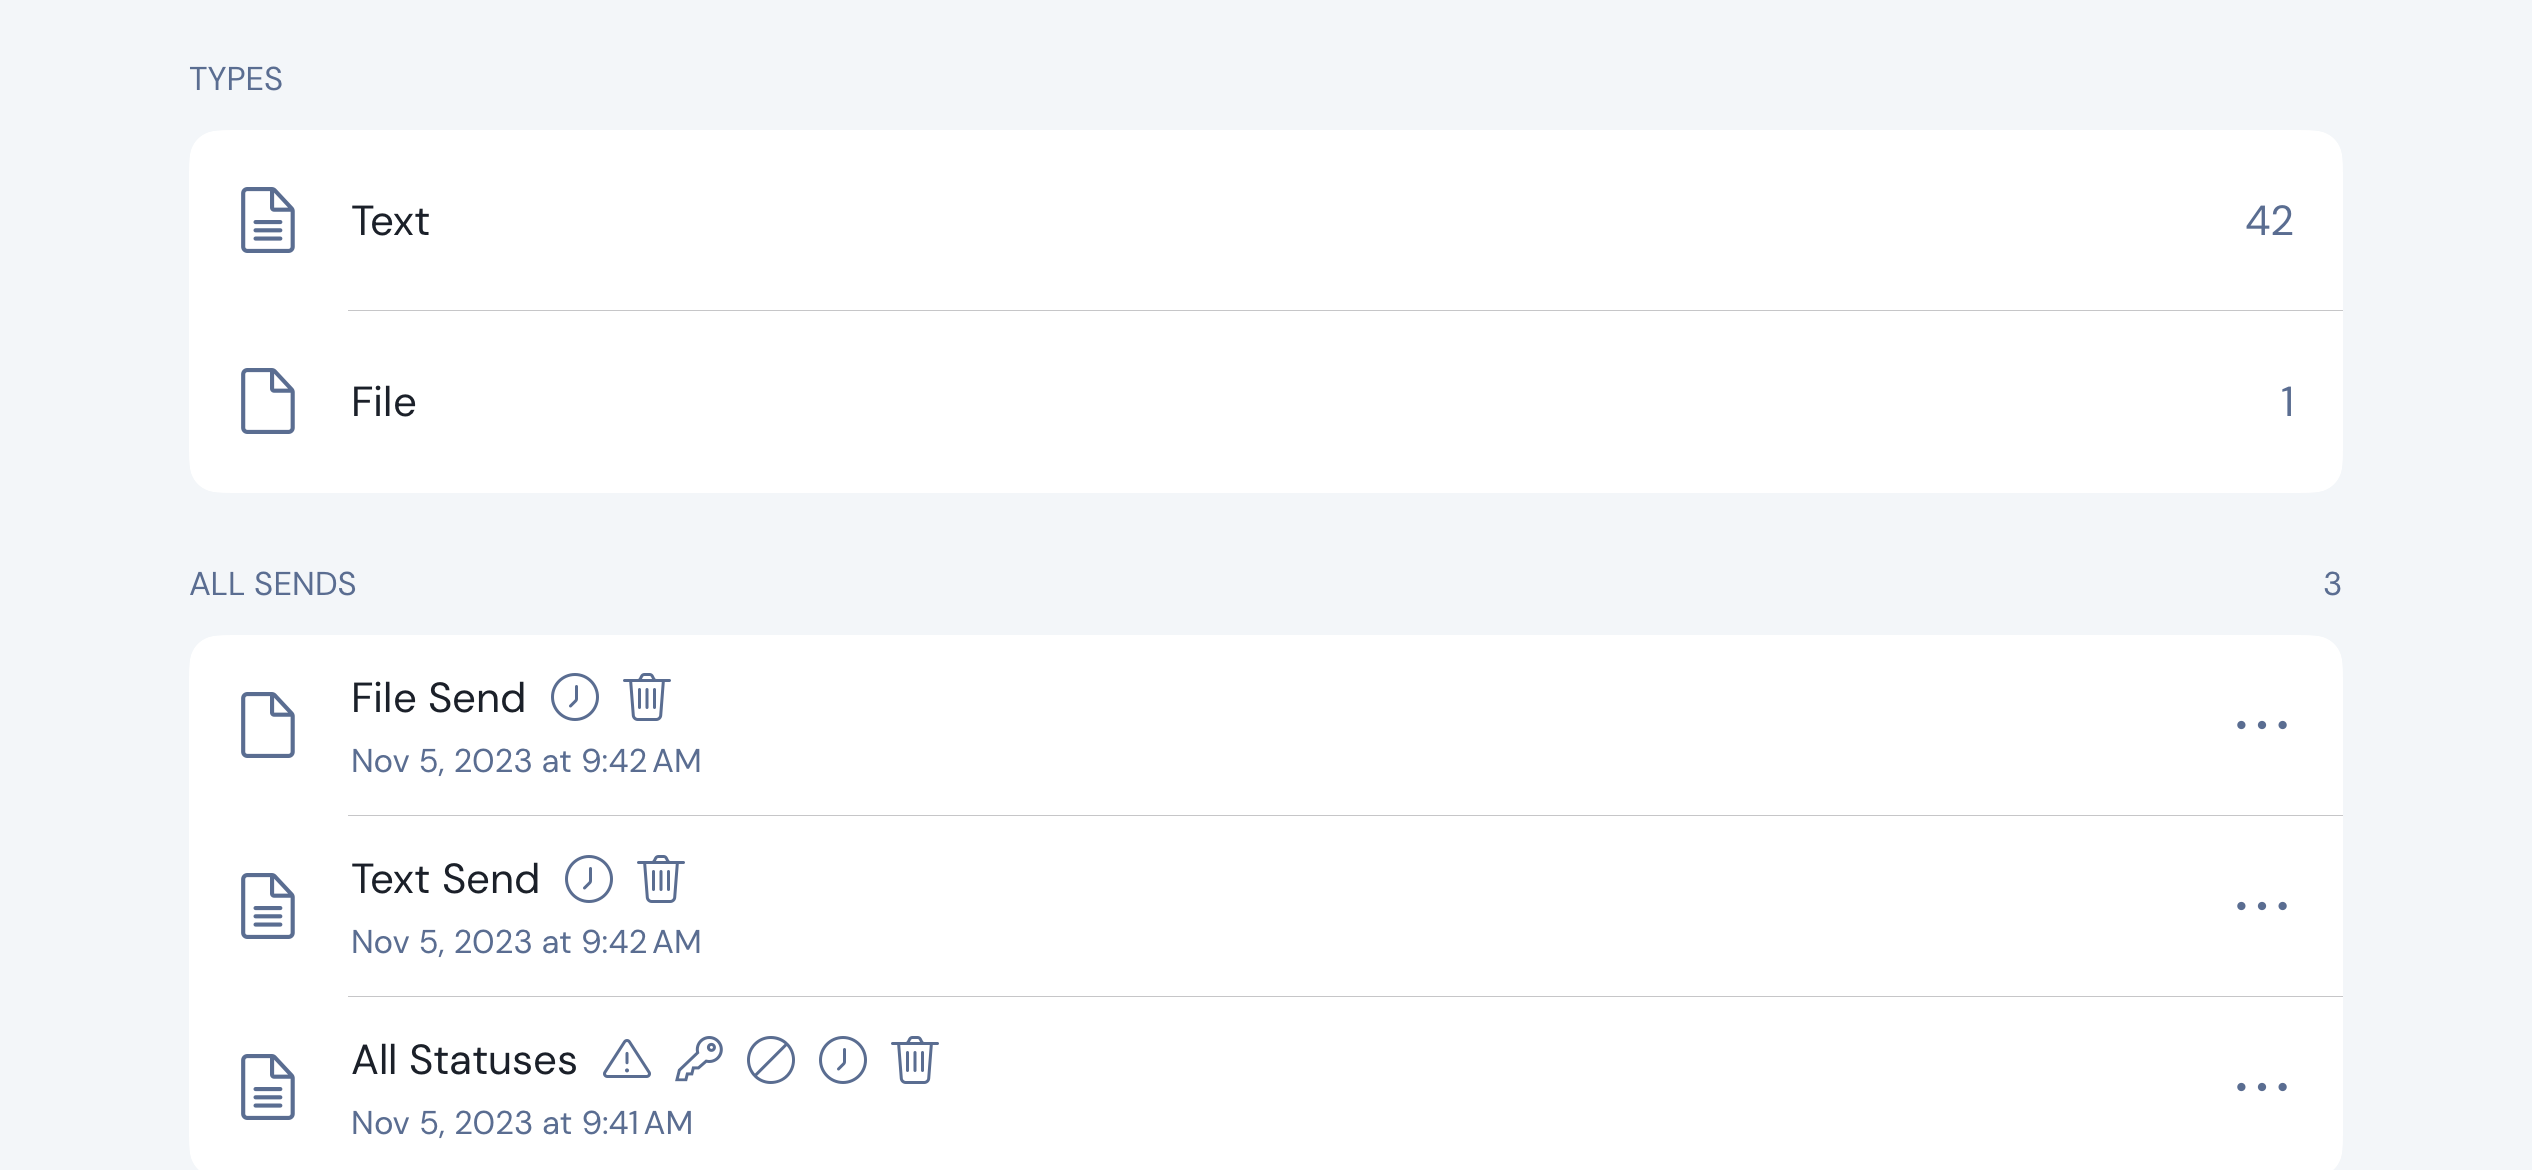 TYPES
Text 42
File 1
ALL SENDS 3
File Send
Nov 5, 2023 at 9:42 AM
Text Send
Nov 5, 2023 at 9:42 AM
All Statuses
Nov 5, 2023 at 9:41 AM